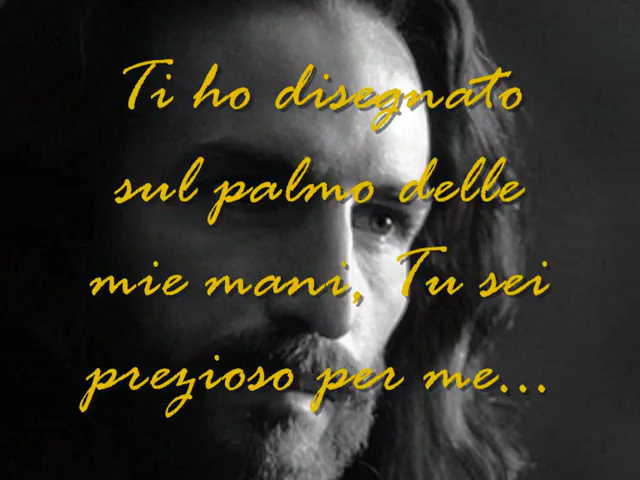 Ti ho disegnato
sul palmo delle
mie mani, Tu sei
prezioso per me...